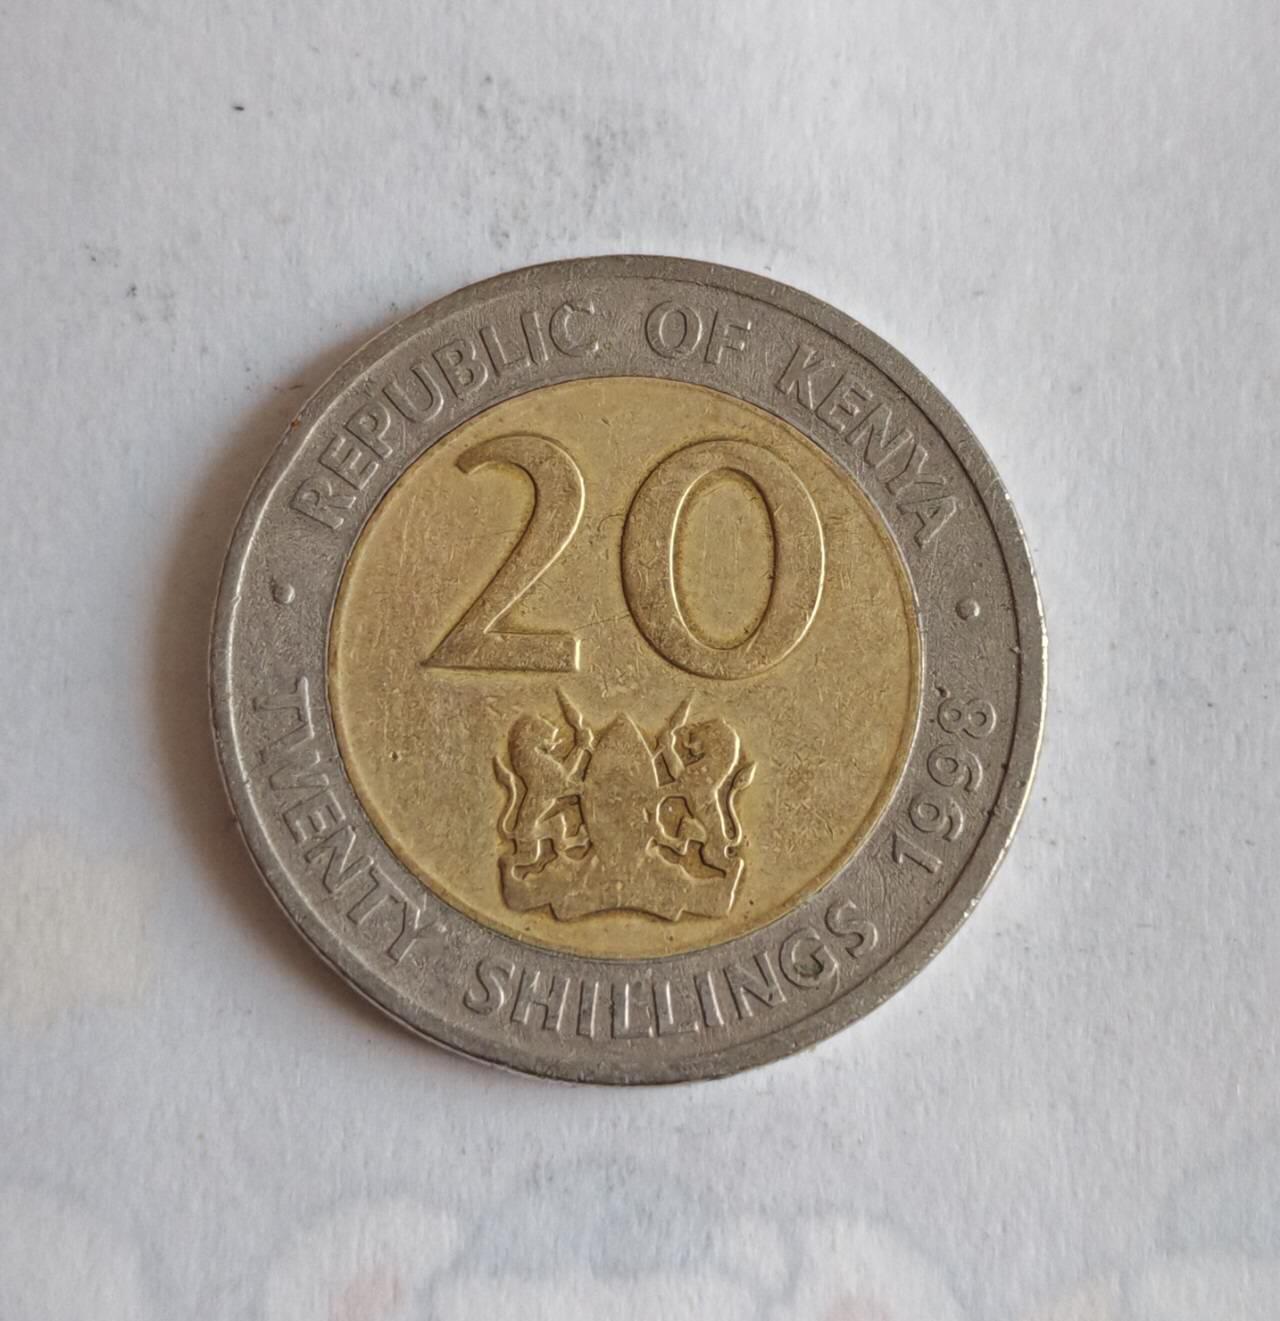 REPUBLIC OF KENYA
20
TWENTY SHILLINGS 1998